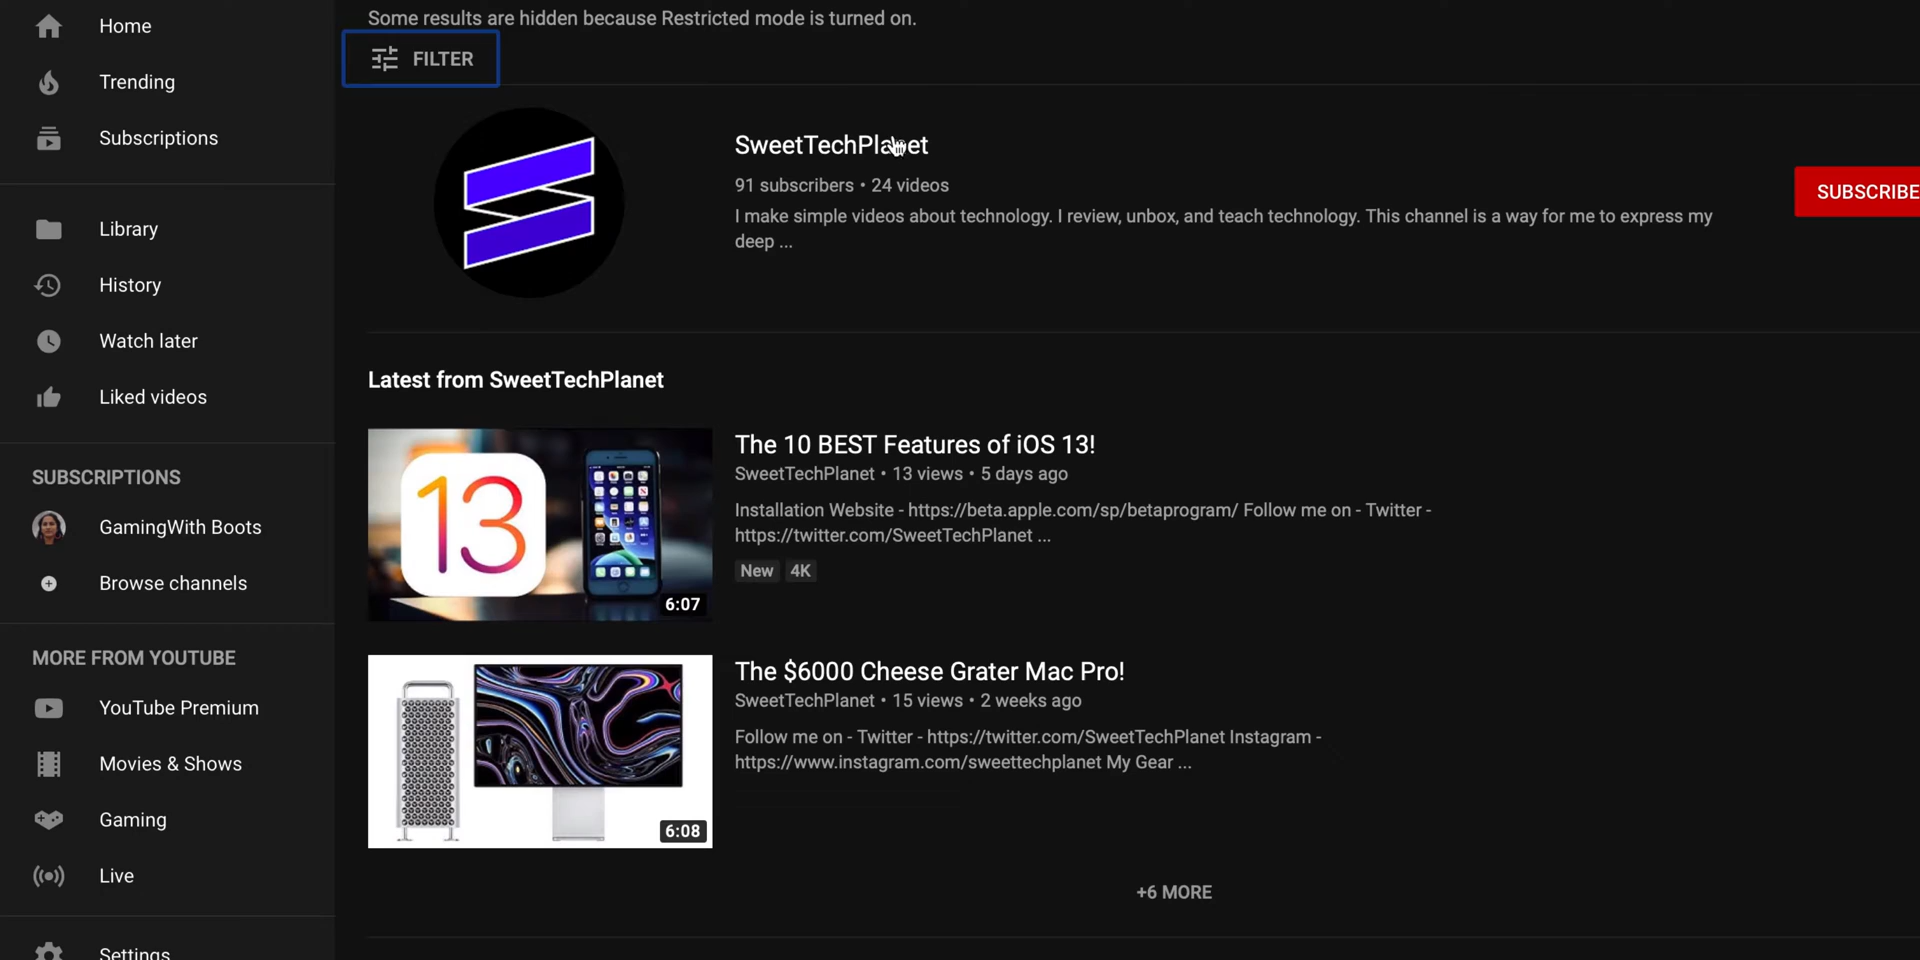 Home
Trending
Subscriptions
Library
History
Watch later
Liked videos
SUBSCRIPTIONS
GamingWith Boots
Browse channels
MORE FROM YOUTUBE
YouTube Premium
Movies & Shows
Gaming
Live
Settings
Some results are hidden because Restricted mode is turned on.
FILTER
SweetTechPlanet
91 subscribers • 24 videos
I make simple videos about technology. I review, unbox, and teach technology. This channel is a way for me to express my
deep ...
SUBSCRIBE
Latest from SweetTechPlanet
13
6:07
The 10 BEST Features of iOS 13!
SweetTechPlanet • 13 views • 5 days ago
Installation Website - https://beta.apple.com/sp/betaprogram/ Follow me on - Twitter -
https://twitter.com/SweetTechPlanet ...
New 4K
6:08
The $6000 Cheese Grater Mac Pro!
SweetTechPlanet • 15 views • 2 weeks ago
Follow me on - Twitter - https://twitter.com/SweetTechPlanet Instagram -
https://www.instagram.com/sweettechplanet My Gear ...
+6 MORE